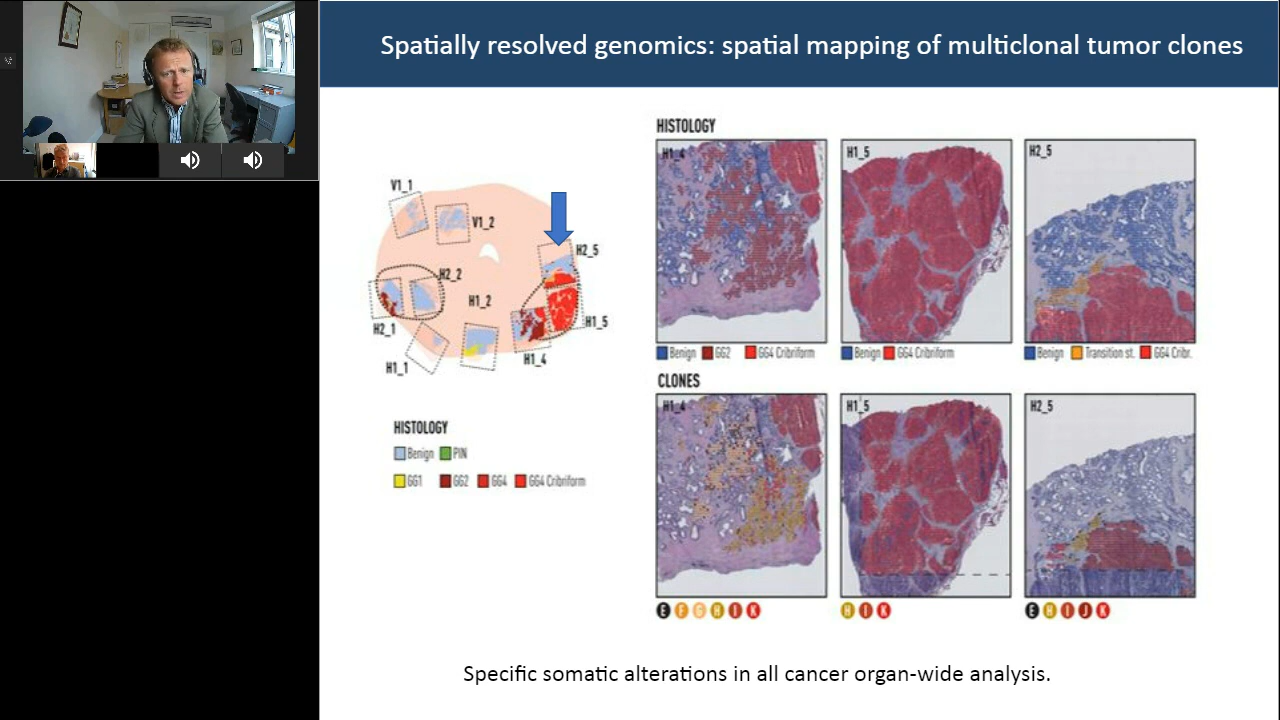 Spatially resolved genomics: spatial mapping of multiclonal tumor clones
V1_1
V1_2
H2_5
H2_2
H1_2
H2_1
H1_5
H1_1
H1_4
HISTOLOGY
Benign PIN
GG1 GG2 GG4 GG4 Cribriform
HISTOLOGY
H1_4 H1_5 H2_5
Benign GG2 GG4 Cribriform Benign GG4 Cribriform Benign Transition st. GG4 Cribr.
CLONES
H1_4 H1_5 H2_5
E F G H I K H I K E H I J K
Specific somatic alterations in all cancer organ-wide analysis.